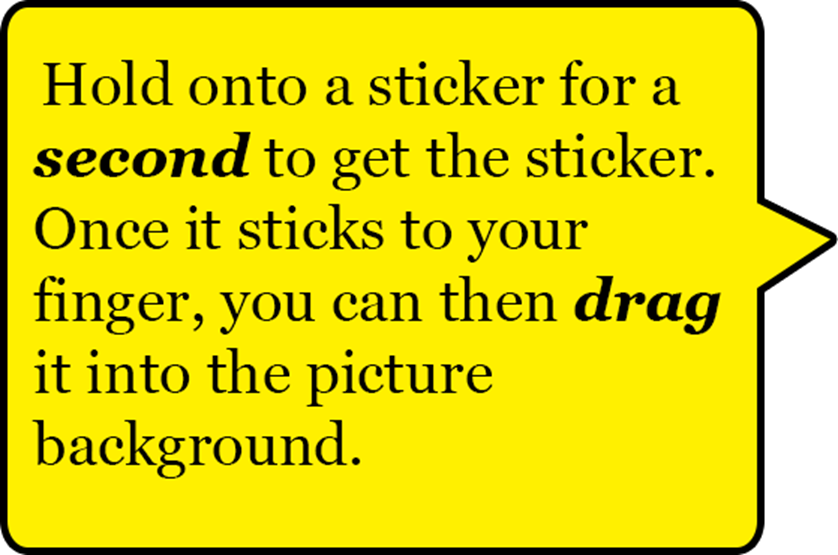 Hold onto a sticker for a
second to get the sticker.
Once it sticks to your
finger, you can then drag
it into the picture
background.